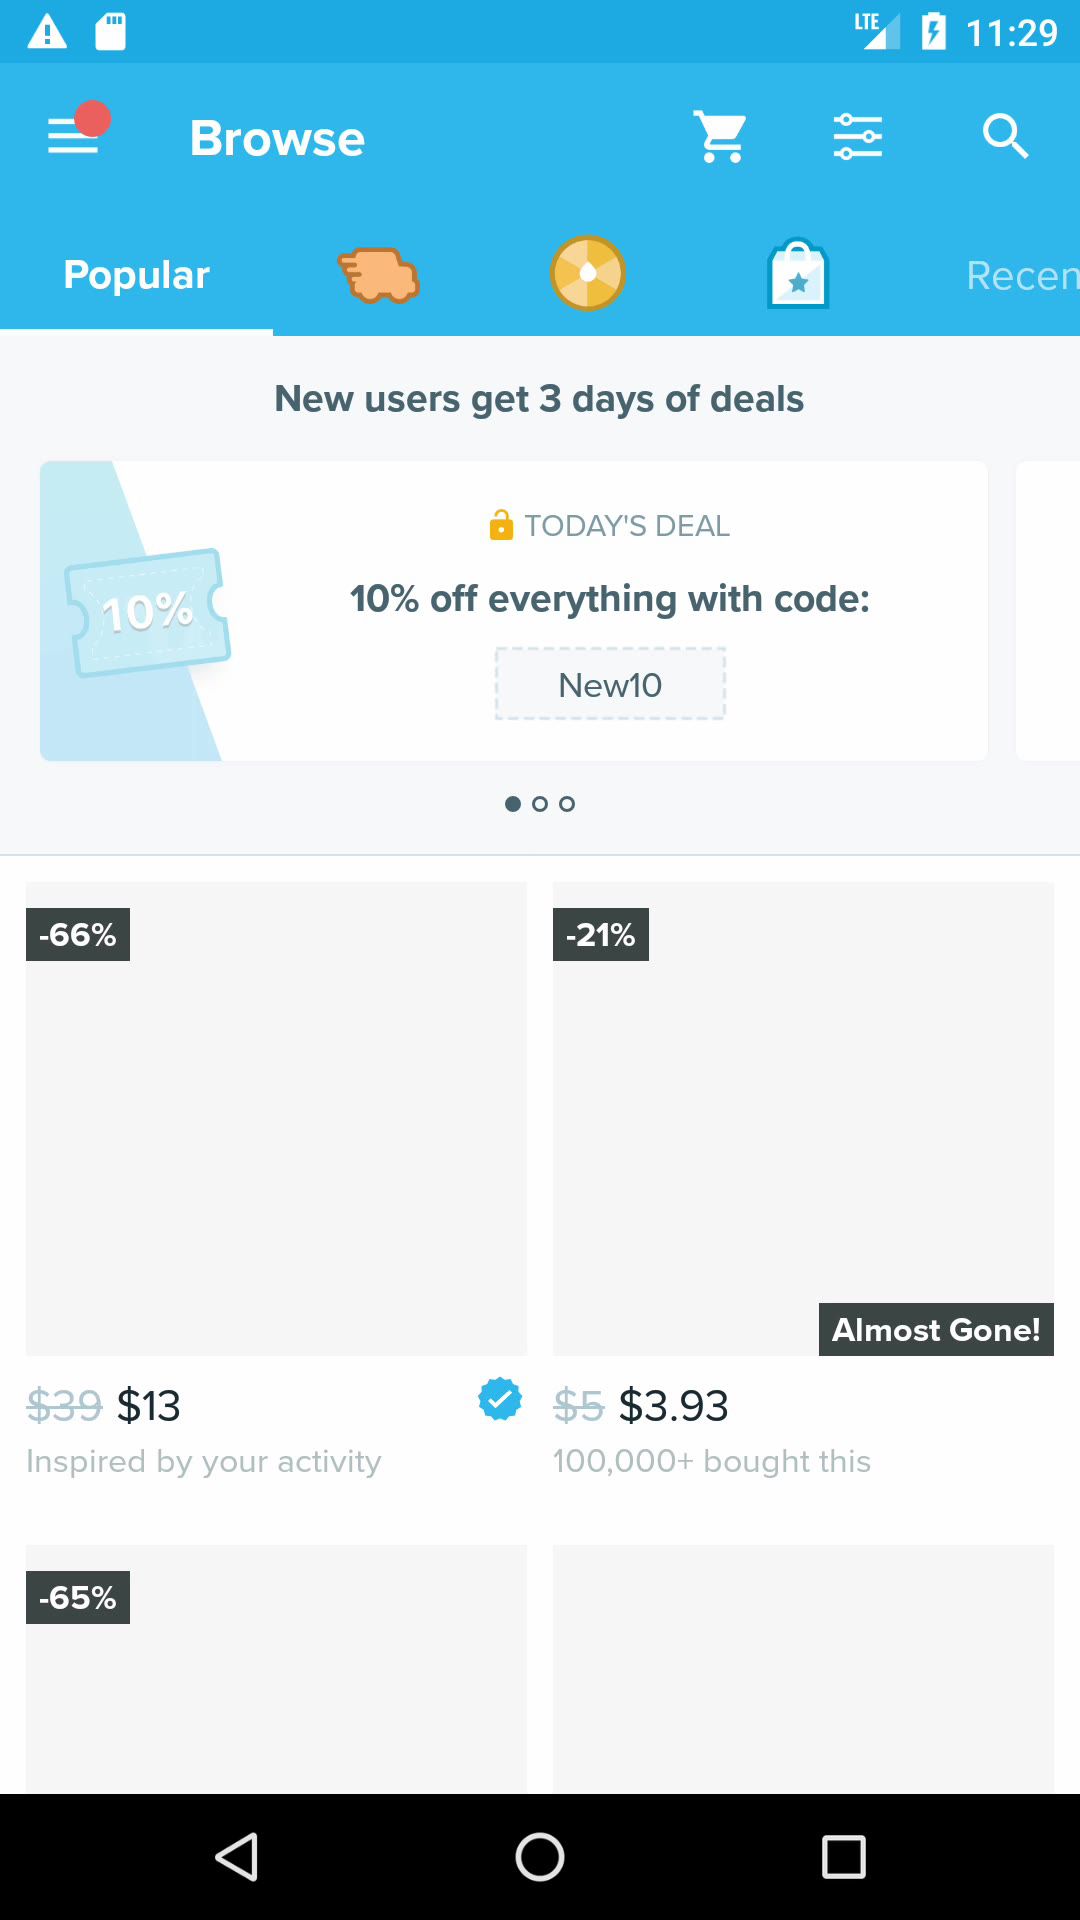 LTE 11:29
Browse
Popular
Recen
New users get 3 days of deals
TODAY'S DEAL
10%
10% off everything with code:
New10
-66%
-21%
Almost Gone!
$39 $13
$5 $3.93
Inspired by your activity
100,000+ bought this
-65%